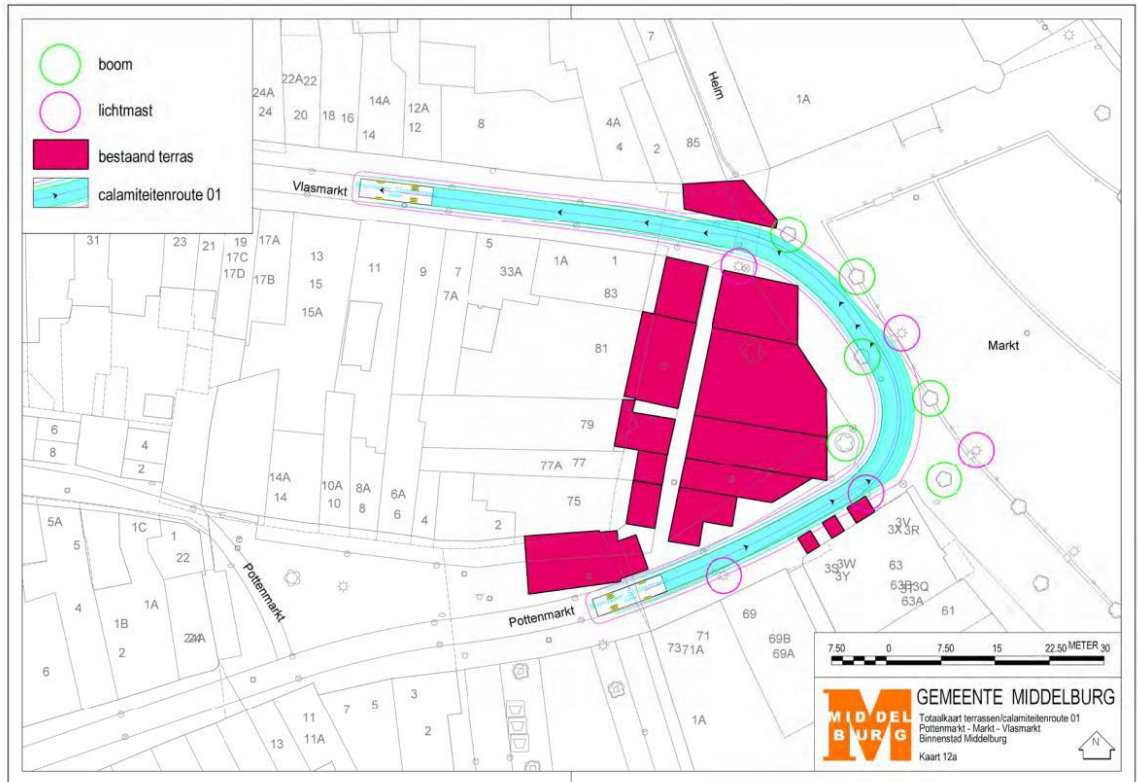 boom
lichtmast
bestaand terras
calamiteitenroute 01
7
Helm
1A
22A
22
24A
24
20
18
16
14A
14
12A
12
8
4A
4
2
85
Vlasmarkt
31
23
21
19
17C
17D
17A
17B
13
15
15A
11
9
7
7A
5
33A
1A
1
83
81
Markt
6
8
4
2
79
77A
77
75
14A
14
10A
10
8A
8
6A
6
4
2
5A
5
1C
1
22
4
1A
1B
2
6
Pottenmarkt
Pottenmarkt
3V
3X
3R
3S
3W
3Y
63
63B
3Q
63A
61
69
69B
69A
71
73
71A
1A
3
2
7
5
11
11A
13
7.50 0 7.50 15 22.50 METER 30
MIDDEL
BURG
GEMEENTE MIDDELBURG
Totaalkaart terrassen/calamiteitenroute 01
Pottenmarkt - Markt - Vlasmarkt
Binnenstad Middelburg
Kaart 12a
N